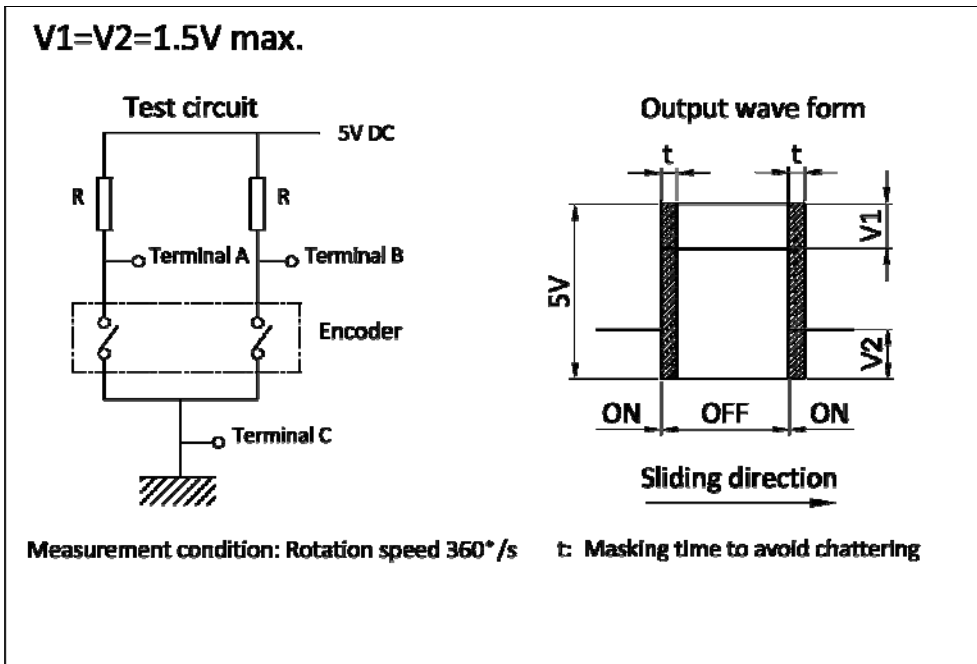 V1=V2=1.5V max.
Test circuit
5V DC
R
R
Terminal A
Terminal B
Encoder
Terminal C
Output wave form
t
t
V1
5V
V2
ON
OFF
ON
Sliding direction
Measurement condition: Rotation speed 360°/s
t: Masking time to avoid chattering